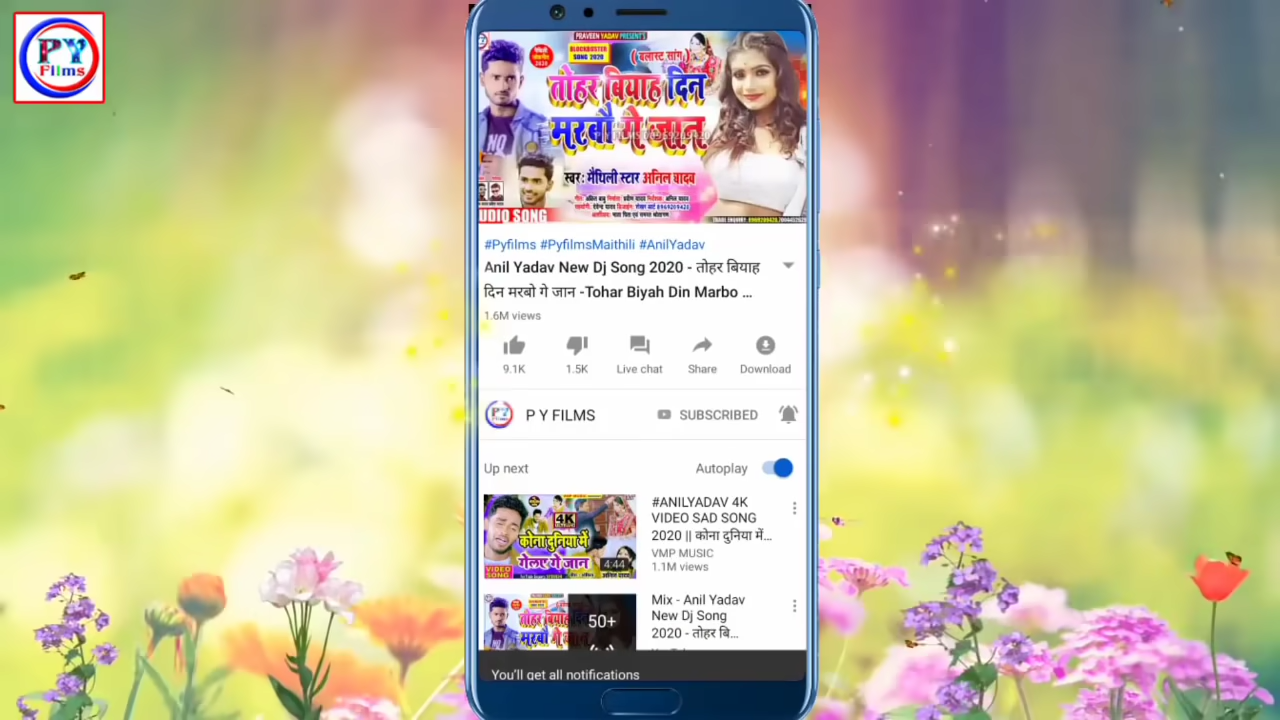 PY
Films
PRAVEEN YADAV PRESENT'S
BLOCKBUSTER
SONG 2020
तोहर बियाह दिन
मरबौ गे जान
स्वर: मैथिली स्टार अनिल यादव
UDIO SONG
#Pyfilms #PyfilmsMaithili #AnilYadav
Anil Yadav New Dj Song 2020 - तोहर बियाह
दिन मरबो गे जान -Tohar Biyah Din Marbo ...
1.6M views
9.1K
1.5K
Live chat
Share
Download
P Y FILMS
SUBSCRIBED
Up next
Autoplay
#ANILYADAV 4K
VIDEO SAD SONG
2020 || कोना दुनिया में...
VMP MUSIC
1.1M views
4K
कोना दुनिया में
गेलए गे जान
VIDEO
SONG
4:44
Mix - Anil Yadav
New Dj Song
2020 - तोहर बि...
50+
You'll get all notifications